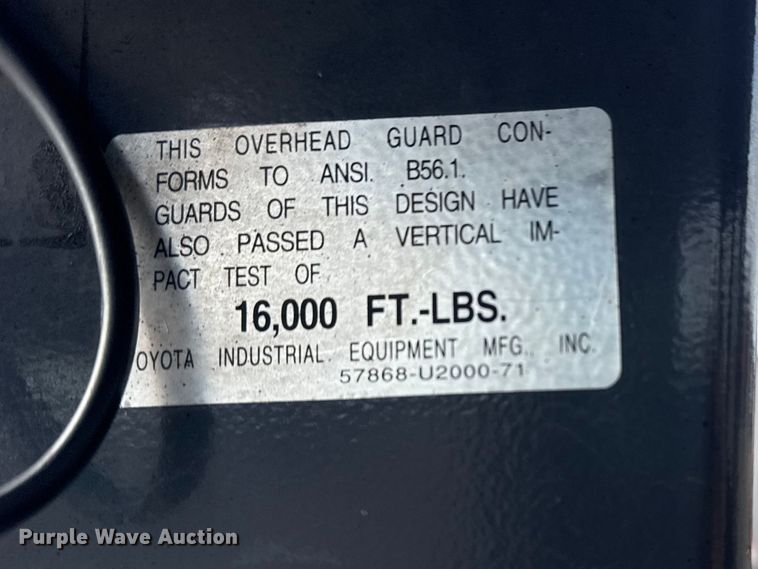 THIS OVERHEAD GUARD CON-
FORMS TO ANSI. B56.1.
GUARDS OF THIS DESIGN HAVE
ALSO PASSED A VERTICAL IM-
PACT TEST OF
16,000 FT.-LBS.
OYOTA INDUSTRIAL EQUIPMENT MFG., INC.
57868-U2000-71
Purple Wave Auction